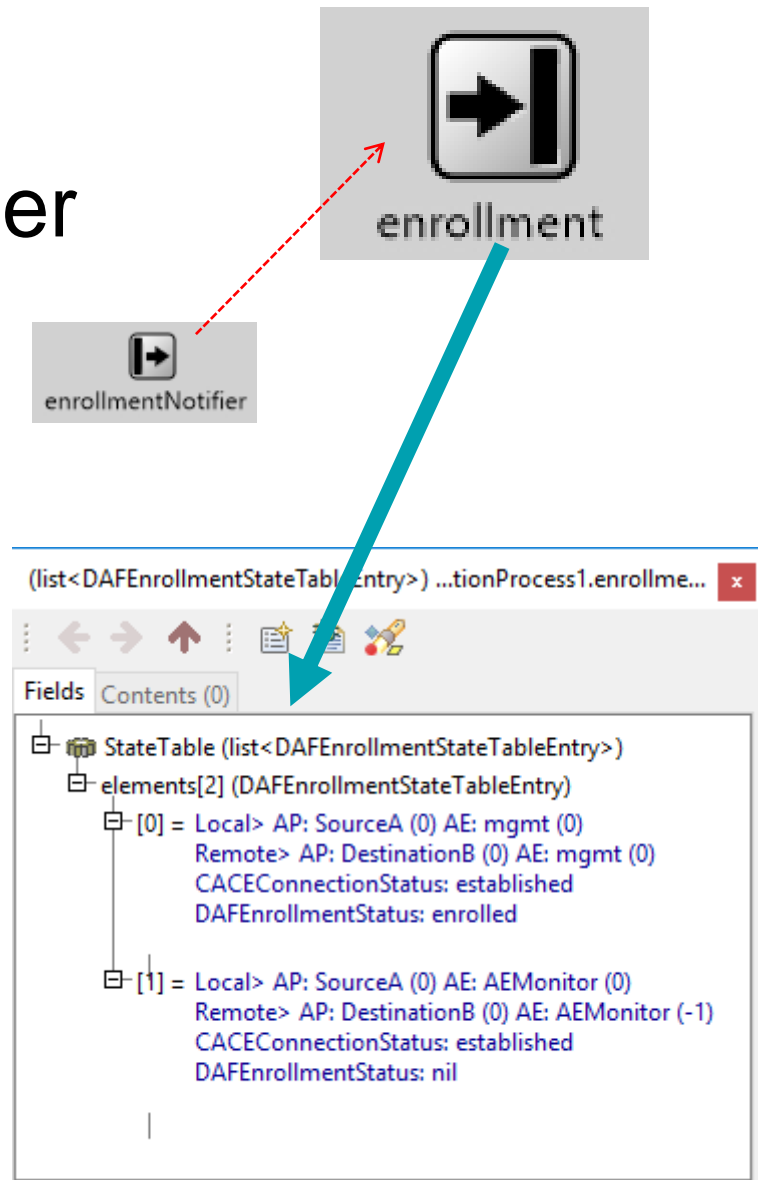 er
enrollment
enrollmentNotifier
(list<DAFEnrollmentStateTabl Entry>) ...tionProcess1.enrollme...
Fields Contents (0)
StateTable (list<DAFEnrollmentStateTableEntry>)
elements[2] (DAFEnrollmentStateTableEntry)
[0] = Local> AP: SourceA (0) AE: mgmt (0)
Remote> AP: DestinationB (0) AE: mgmt (0)
CACEConnectionStatus: established
DAFEnrollmentStatus: enrolled
[1] = Local> AP: SourceA (0) AE: AEMonitor (0)
Remote> AP: DestinationB (0) AE: AEMonitor (-1)
CACEConnectionStatus: established
DAFEnrollmentStatus: nil